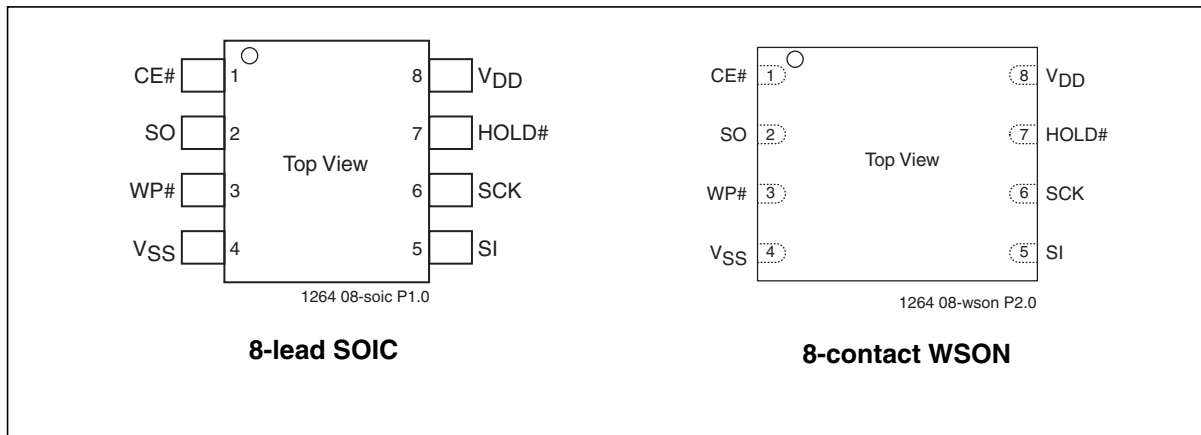 CE# 1 8 VDD
SO 2 7 HOLD#
Top View
WP# 3 6 SCK
VSS 4 5 SI
1264 08-soic P1.0
8-lead SOIC
CE# 1 8 VDD
SO 2 7 HOLD#
Top View
WP# 3 6 SCK
VSS 4 5 SI
1264 08-wson P2.0
8-contact WSON